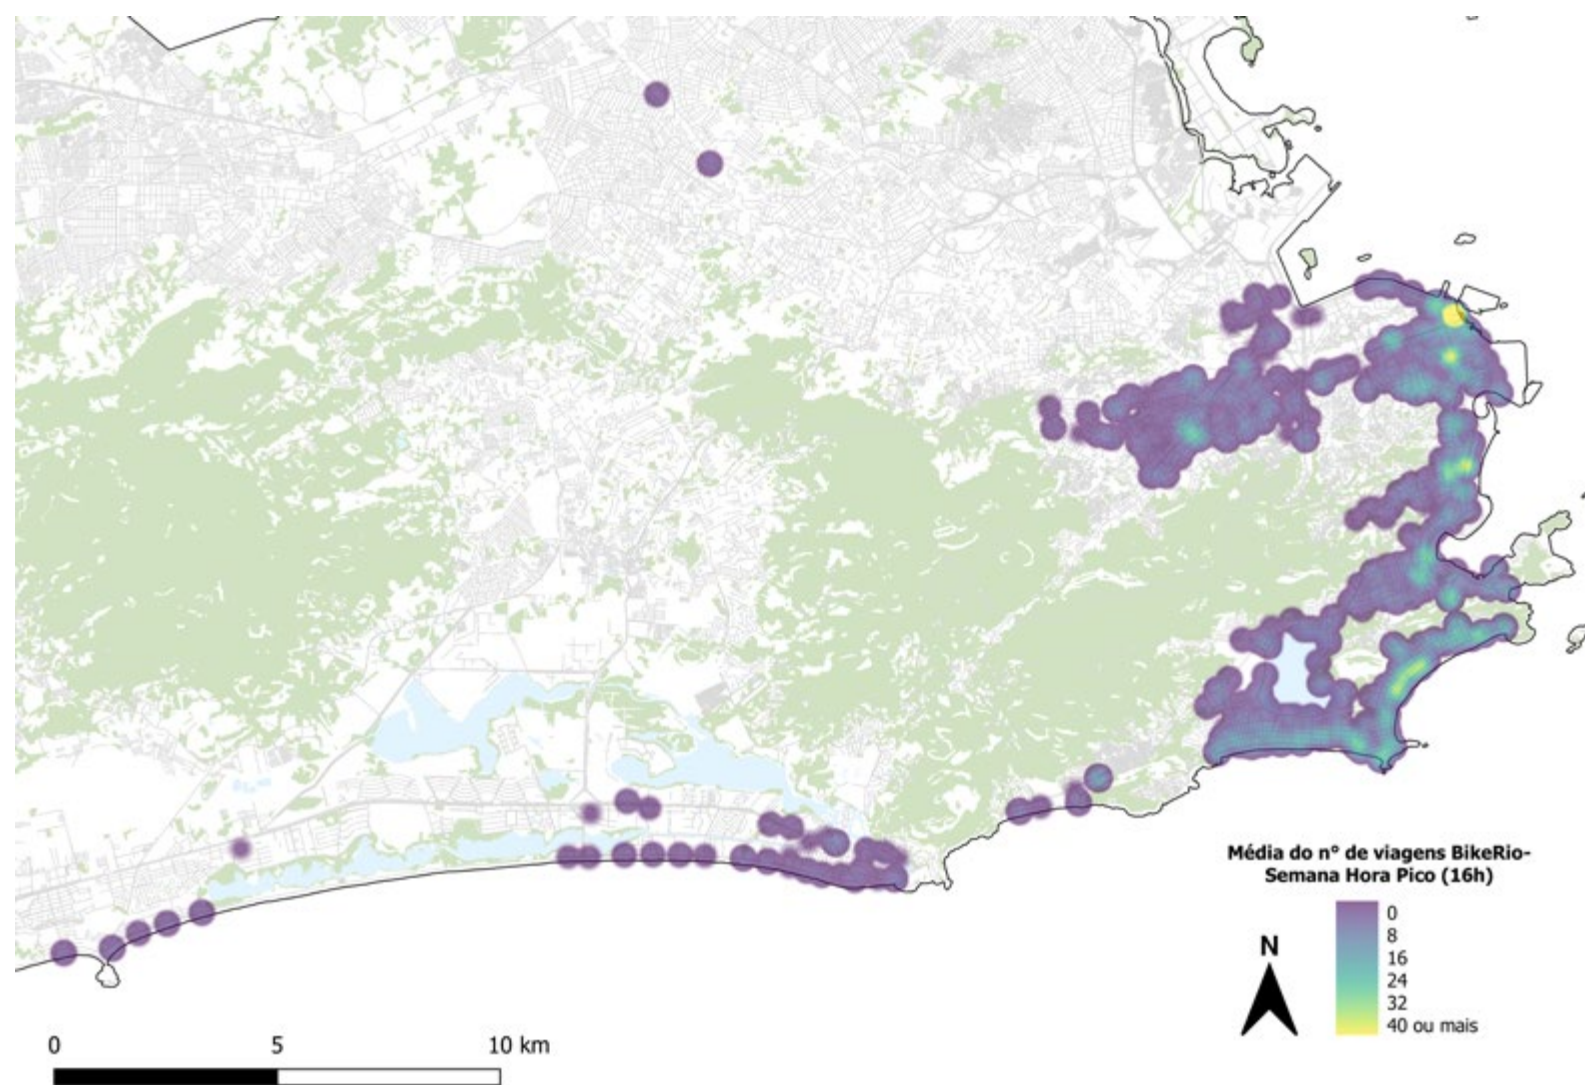 Média do n° de viagens BikeRio-
Semana Hora Pico (16h)
0
8
16
24
32
40 ou mais
N
0 5 10 km